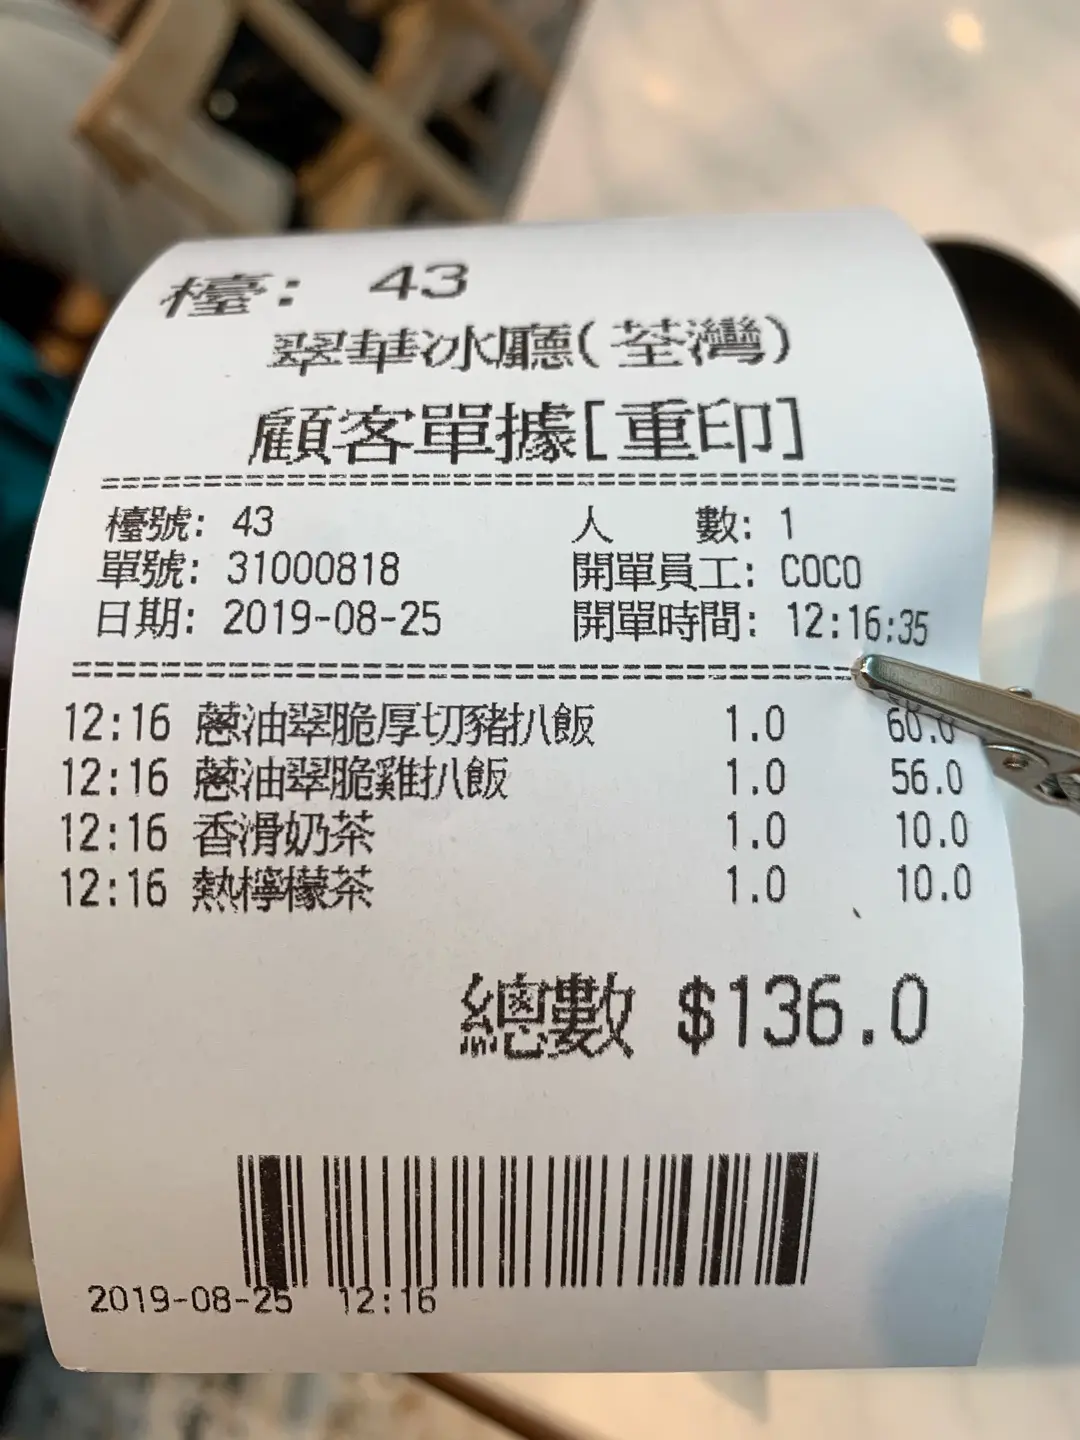 檯: 43
翠華冰廳(荃灣)
顧客單據[重印]
檯號: 43 人 數: 1
單號: 31000818 開單員工: COCO
日期: 2019-08-25 開單時間: 12:16:35
12:16 蔥油翠脆厚切豬扒飯 1.0 60.0
12:16 蔥油翠脆雞扒飯 1.0 56.0
12:16 香滑奶茶 1.0 10.0
12:16 熱檸檬茶 1.0 10.0
總數 $136.0
2019-08-25 12:16